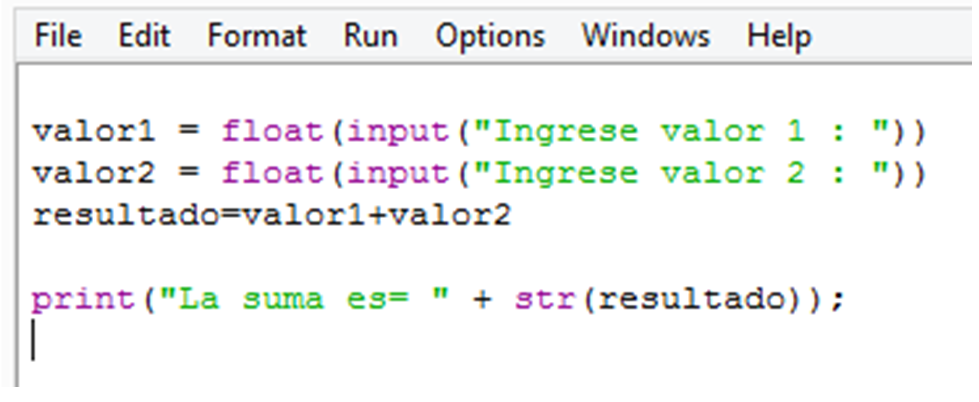 File Edit Format Run Options Windows Help
valor1 = float(input("Ingrese valor 1 : "))
valor2 = float(input("Ingrese valor 2 : "))
resultado=valor1+valor2
print("La suma es= " + str(resultado));